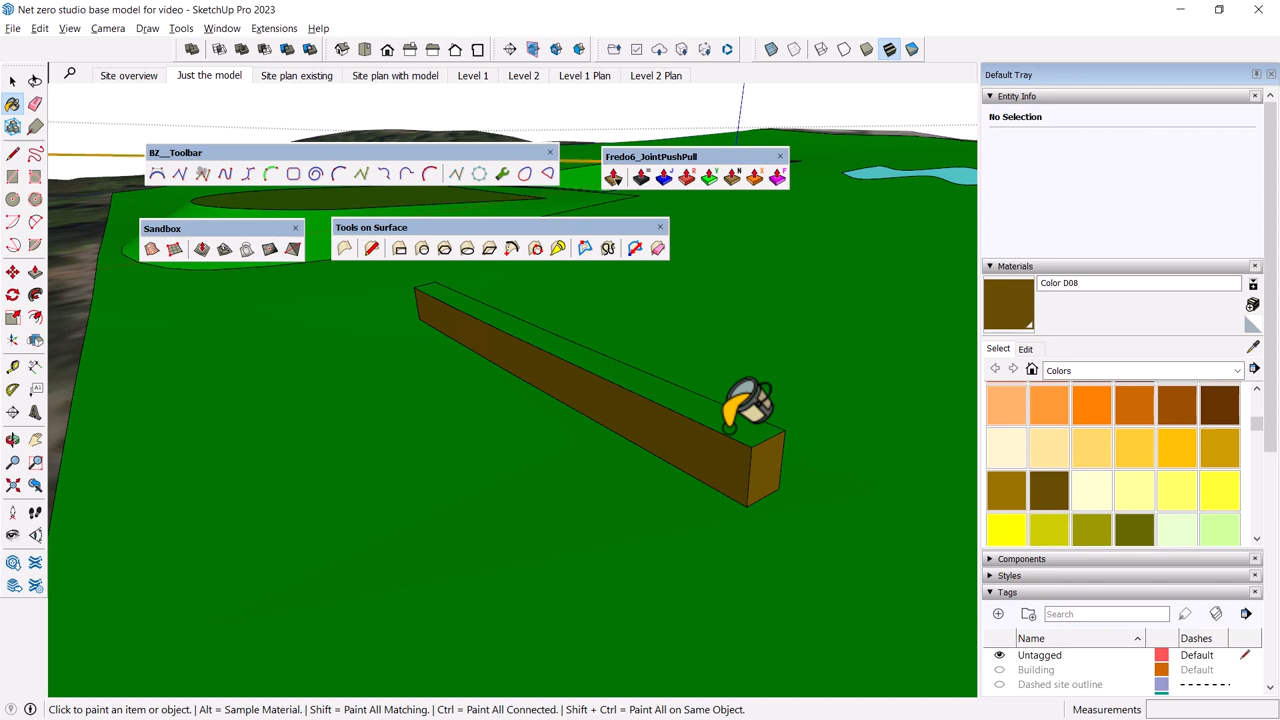 Net zero studio base model for video - SketchUp Pro 2023
File Edit View Camera Draw Tools Window Extensions Help
Site overview Just the model Site plan existing Site plan with model Level 1 Level 2 Level 1 Plan Level 2 Plan
Default Tray
Entity Info
No Selection
BZ__Toolbar
Fredo6_JointPushPull
Sandbox
Tools on Surface
Materials
Color D08
Select Edit
Colors
Components
Styles
Tags
Search
Name Dashes
Untagged Default
Building Default
Dashed site outline
Click to paint an item or object. | Alt = Sample Material. | Shift = Paint All Matching. | Ctrl = Paint All Connected. | Shift + Ctrl = Paint All on Same Object.
Measurements